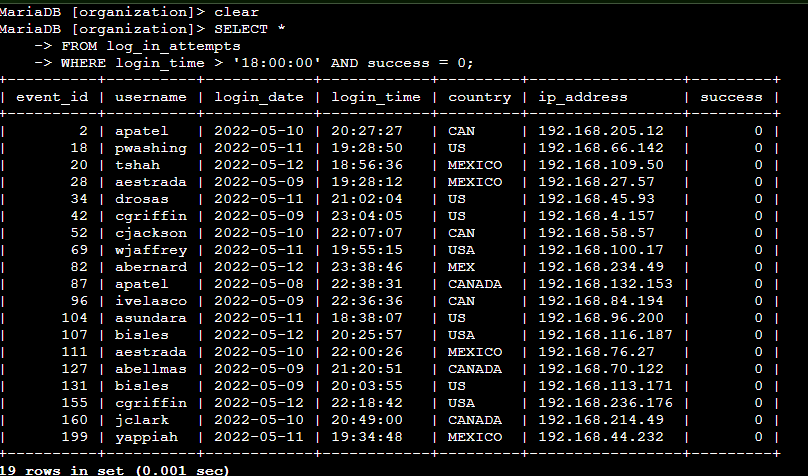 MariaDB [organization]> clear
MariaDB [organization]> SELECT *
    -> FROM log_in_attempts
    -> WHERE login_time > '18:00:00' AND success = 0;
+----------+----------+------------+------------+---------+-----------------+---------+
| event_id | username | login_date | login_time | country | ip_address      | success |
+----------+----------+------------+------------+---------+-----------------+---------+
|        2 | apatel   | 2022-05-10 | 20:27:27   | CAN     | 192.168.205.12  |       0 |
|       18 | pwashing | 2022-05-11 | 19:28:50   | US      | 192.168.66.142  |       0 |
|       20 | tshah    | 2022-05-12 | 18:56:36   | MEXICO  | 192.168.109.50  |       0 |
|       28 | aestrada | 2022-05-09 | 19:28:12   | MEXICO  | 192.168.27.57   |       0 |
|       34 | drosas   | 2022-05-11 | 21:02:04   | US      | 192.168.45.93   |       0 |
|       42 | cgriffin | 2022-05-09 | 23:04:05   | US      | 192.168.4.157   |       0 |
|       52 | cjackson | 2022-05-10 | 22:07:07   | CAN     | 192.168.58.57   |       0 |
|       69 | wjaffrey | 2022-05-11 | 19:55:15   | USA     | 192.168.100.17  |       0 |
|       82 | abernard | 2022-05-12 | 23:38:46   | MEX     | 192.168.234.49  |       0 |
|       87 | apatel   | 2022-05-08 | 22:38:31   | CANADA  | 192.168.132.153 |       0 |
|       96 | ivelasco | 2022-05-09 | 22:36:36   | CAN     | 192.168.84.194  |       0 |
|      104 | asundara | 2022-05-11 | 18:38:07   | US      | 192.168.96.200  |       0 |
|      107 | bisles   | 2022-05-12 | 20:25:57   | USA     | 192.168.116.187 |       0 |
|      111 | aestrada | 2022-05-10 | 22:00:26   | MEXICO  | 192.168.76.27   |       0 |
|      127 | abellmas | 2022-05-09 | 21:20:51   | CANADA  | 192.168.70.122  |       0 |
|      131 | bisles   | 2022-05-09 | 20:03:55   | US      | 192.168.113.171 |       0 |
|      155 | cgriffin | 2022-05-12 | 22:18:42   | USA     | 192.168.236.176 |       0 |
|      160 | jclark   | 2022-05-10 | 20:49:00   | CANADA  | 192.168.214.49  |       0 |
|      199 | yappiah  | 2022-05-11 | 19:34:48   | MEXICO  | 192.168.44.232  |       0 |
+----------+----------+------------+------------+---------+-----------------+---------+
19 rows in set (0.001 sec)